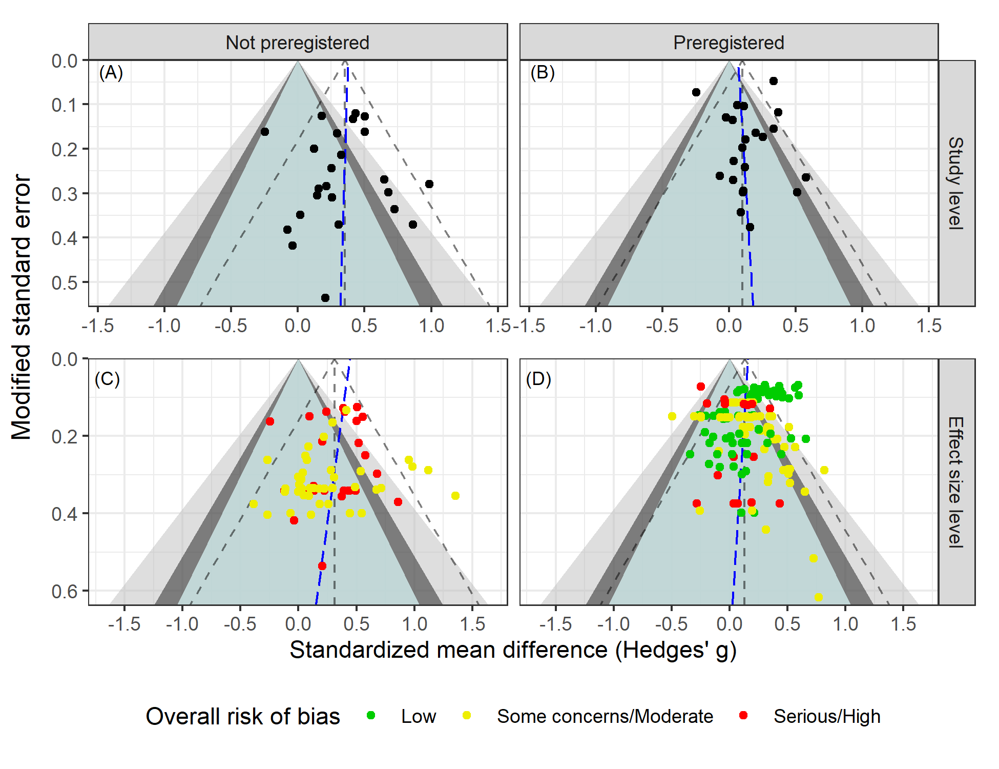 Not preregistered
Preregistered
(A)
(B)
0.0
0.1
0.2
0.3
0.4
0.5
Study level
-1.5 -1.0 -0.5 0.0 0.5 1.0 1.5
-1.5 -1.0 -0.5 0.0 0.5 1.0 1.5
Modified standard error
(C)
(D)
0.0
0.2
0.4
0.6
Effect size level
-1.5 -1.0 -0.5 0.0 0.5 1.0 1.5
-1.5 -1.0 -0.5 0.0 0.5 1.0 1.5
Standardized mean difference (Hedges' g)
Overall risk of bias Low Some concerns/Moderate Serious/High